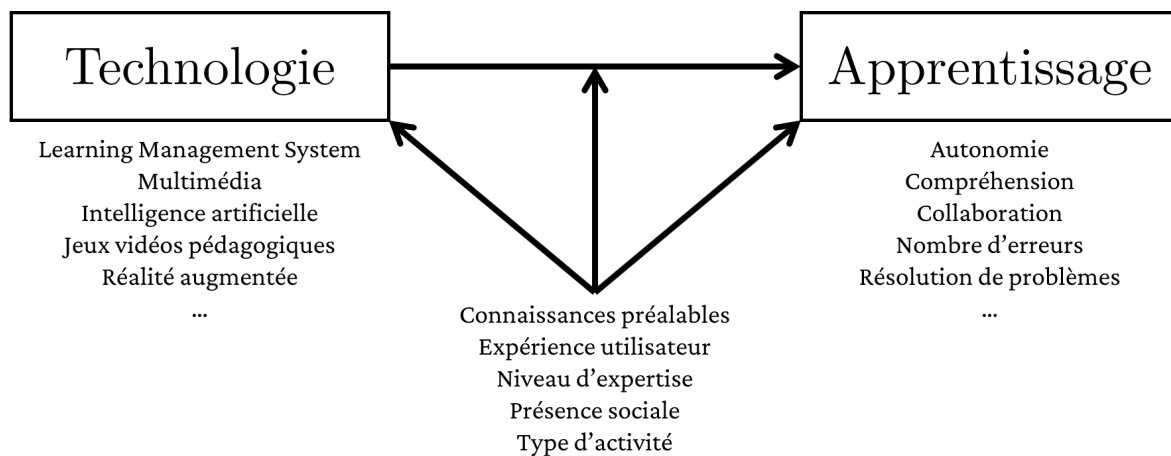 Technologie
Learning Management System
Multimédia
Intelligence artificielle
Jeux vidéos pédagogiques
Réalité augmentée
...
Apprentissage
Autonomie
Compréhension
Collaboration
Nombre d’erreurs
Résolution de problèmes
...
Connaissances préalables
Expérience utilisateur
Niveau d’expertise
Présence sociale
Type d’activité